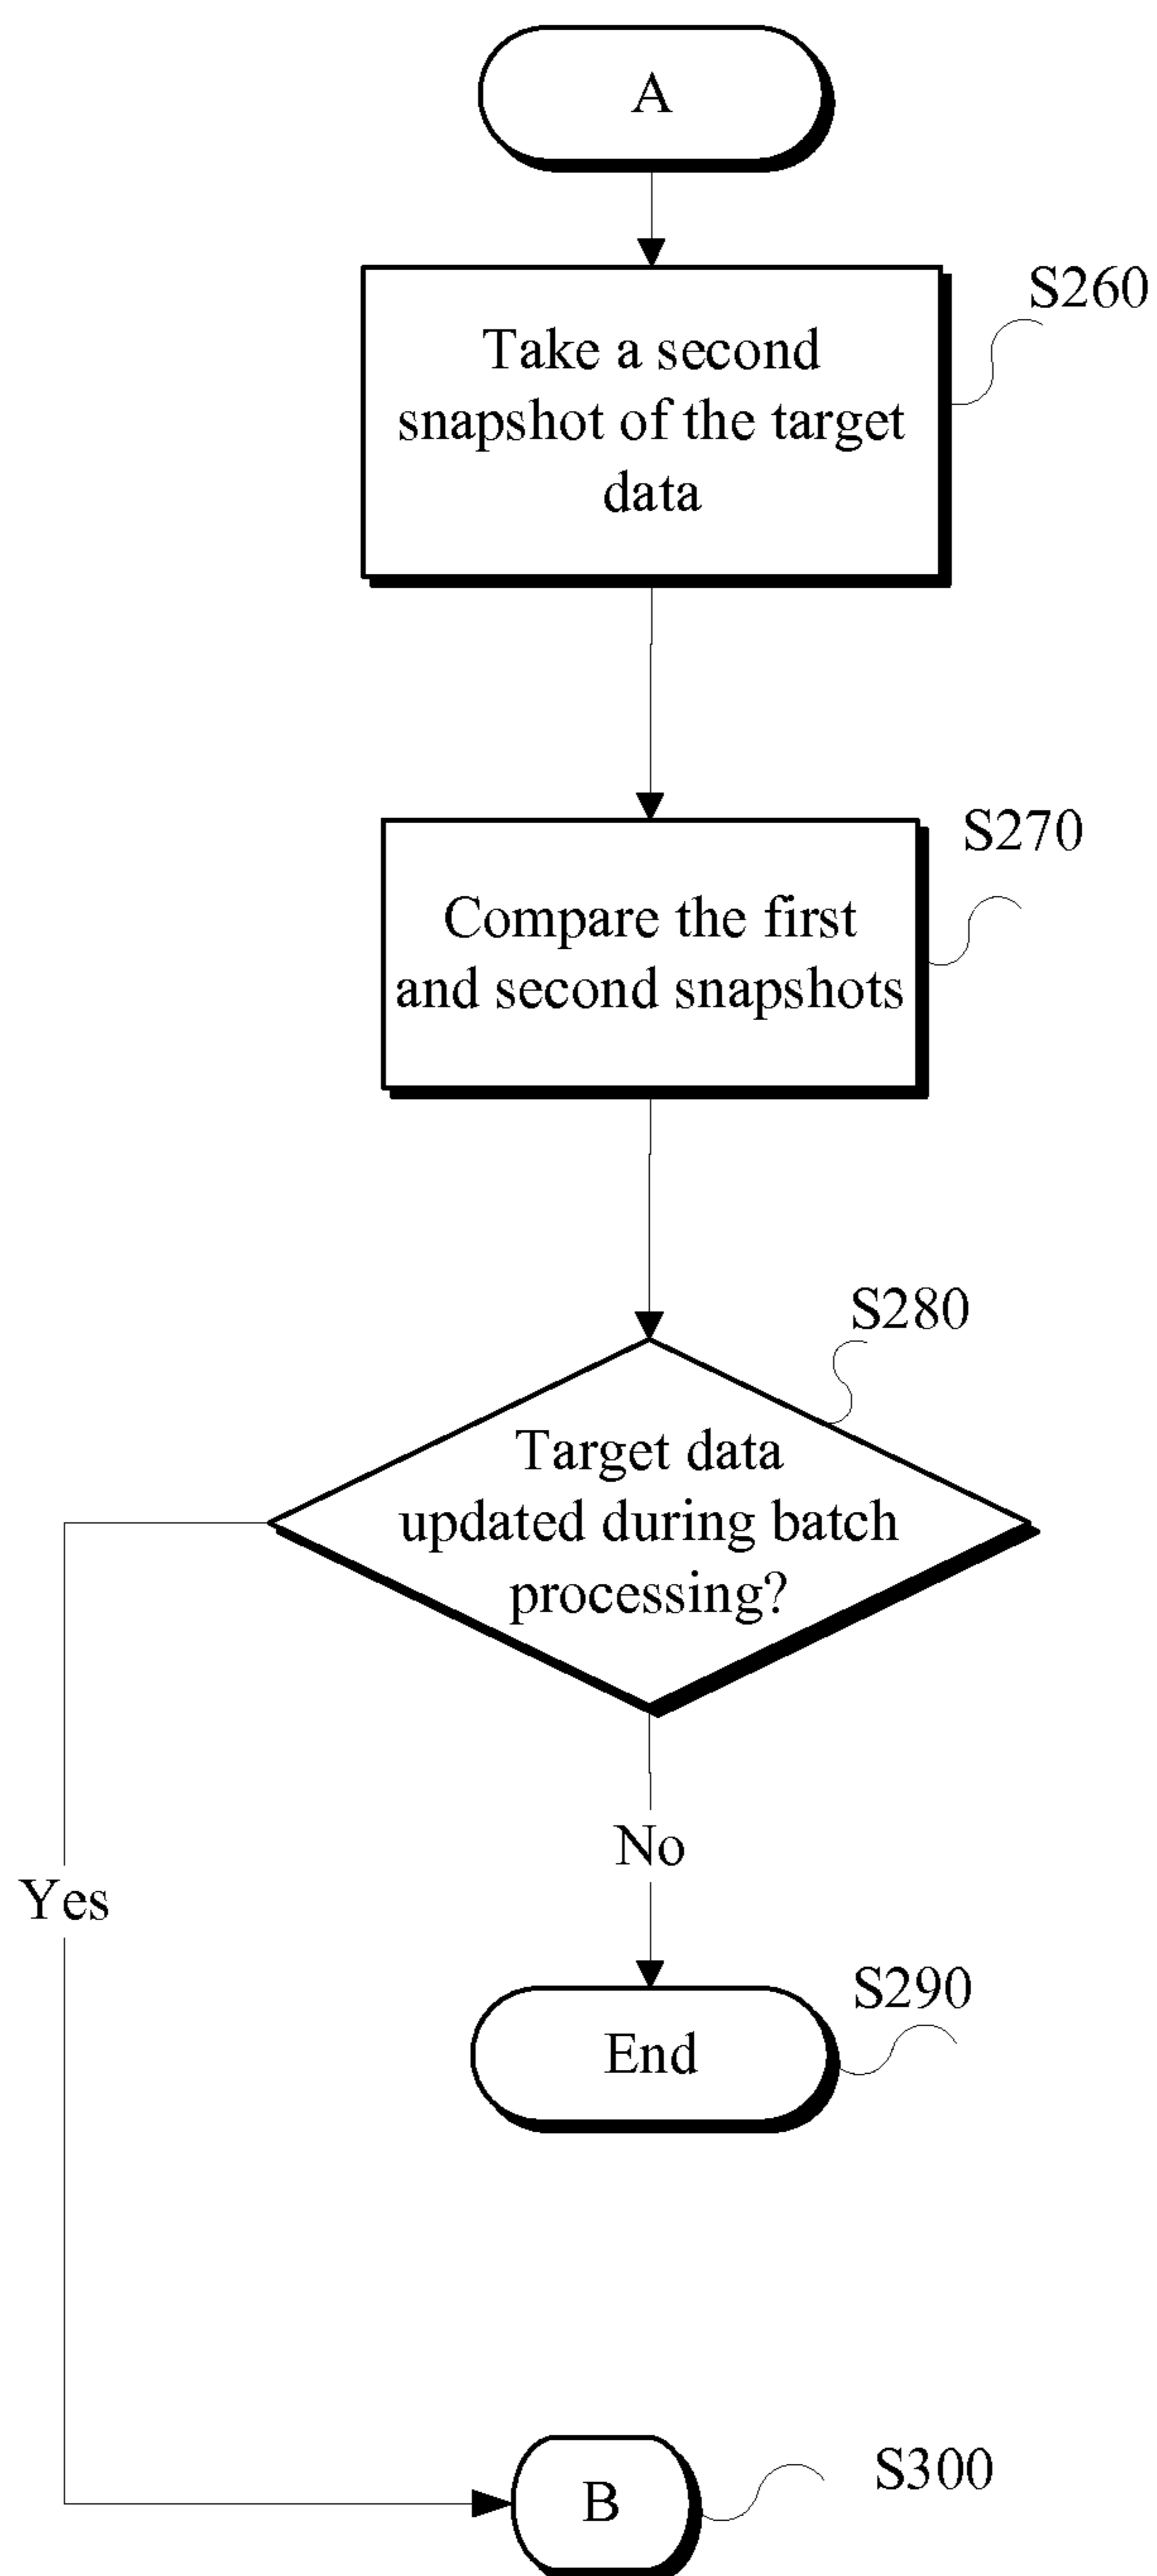 A
S260
Take a second
snapshot of the target
data
S270
Compare the first
and second snapshots
S280
Target data
updated during batch
processing?
No
Yes
S290
End
S300
B